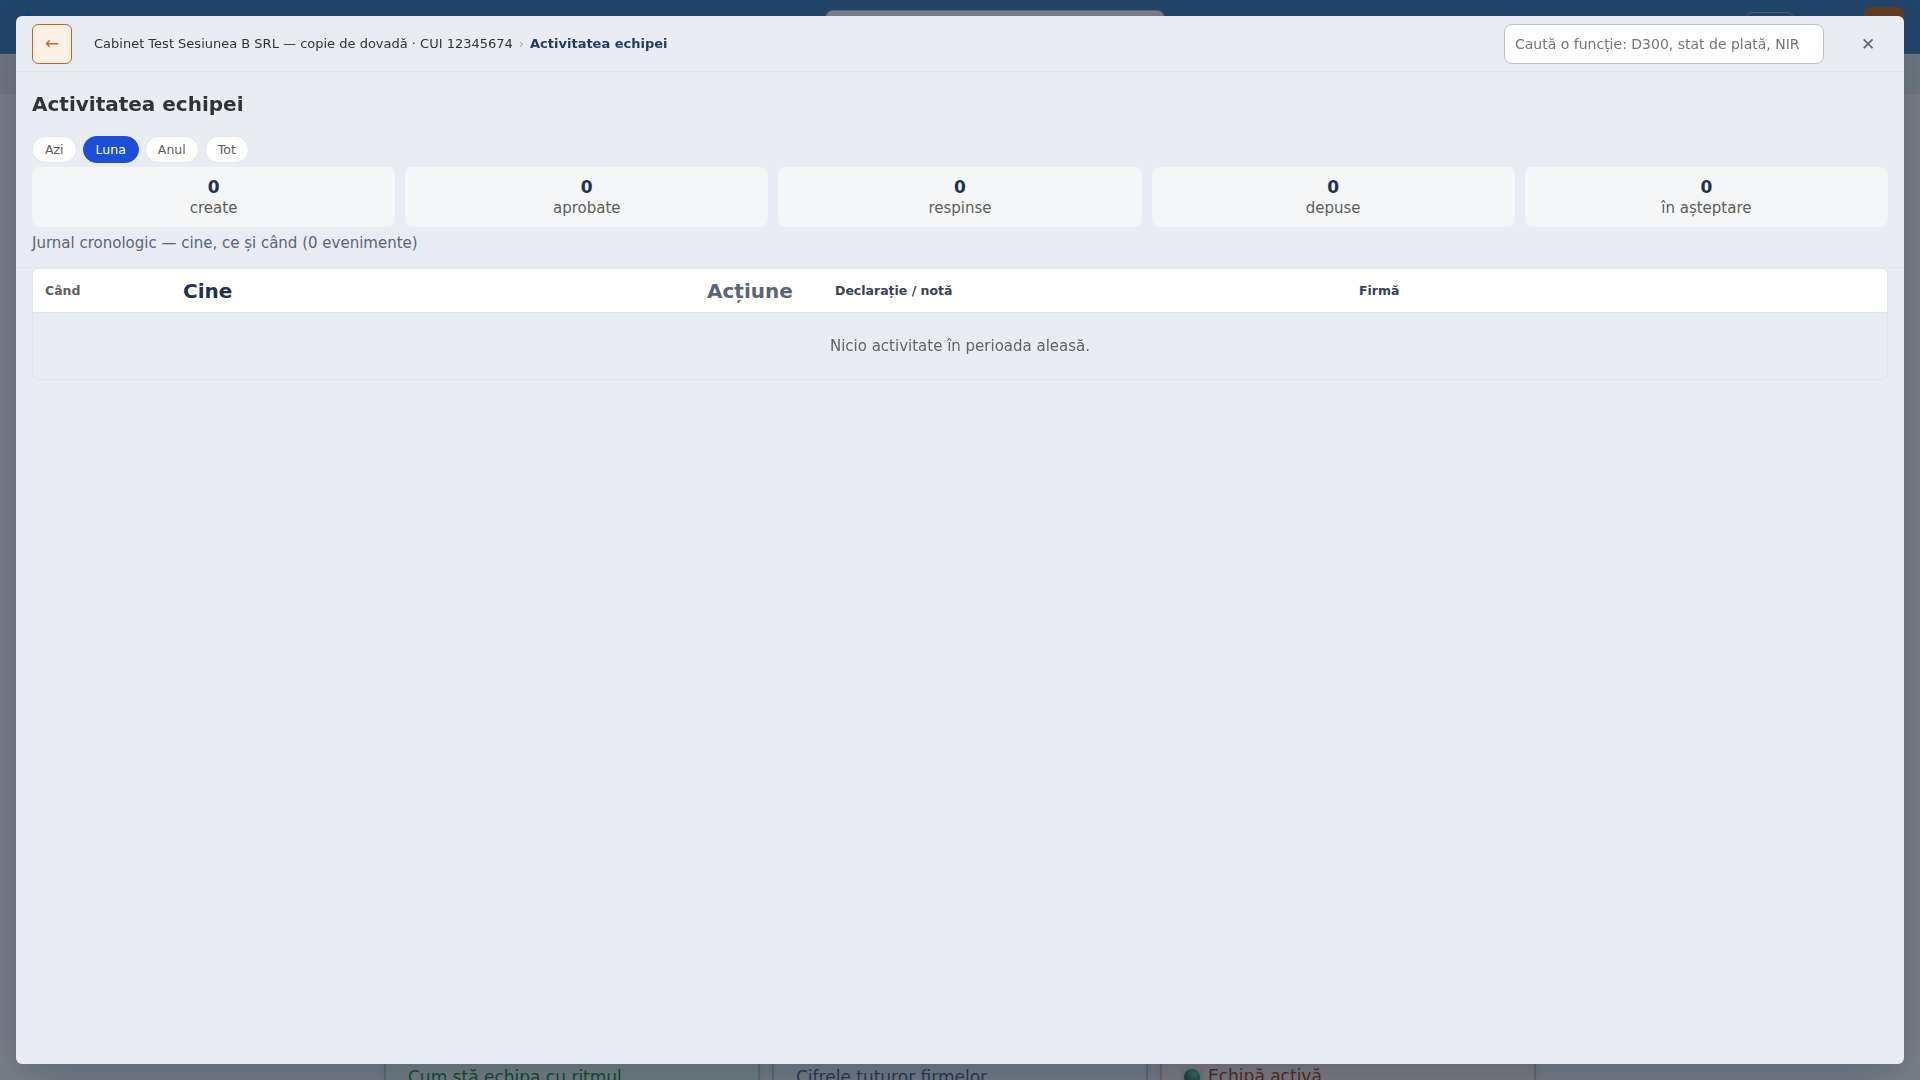 ← Cabinet Test Sesiunea B SRL — copie de dovadă · CUI 12345674 › Activitatea echipei Caută o funcție: D300, stat de plată, NIR ✕
Activitatea echipei
Azi Luna Anul Tot
0 0 0 0 0
create aprobate respinse depuse în așteptare
Jurnal cronologic — cine, ce și când (0 evenimente)
Când Cine Acțiune Declarație / notă Firmă
Nicio activitate în perioada aleasă.
Cum stă echipa cu ritmul Cifrele tuturor firmelor Echipă activă